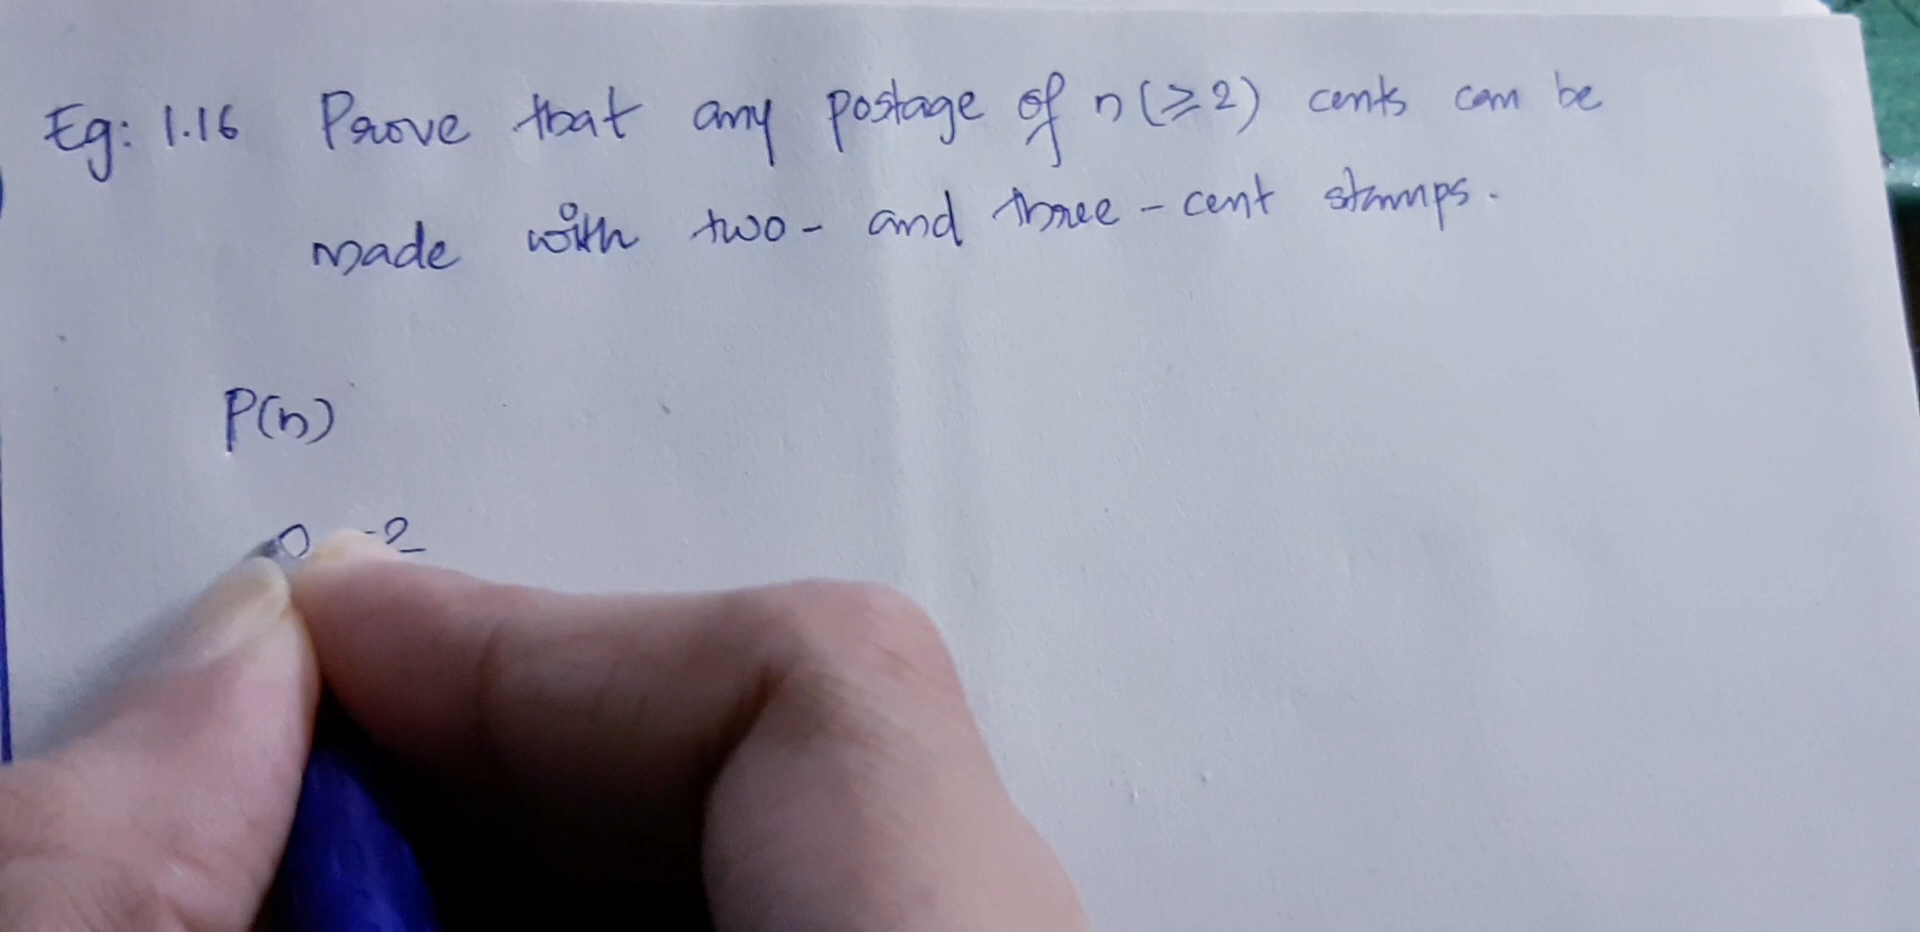 Eg: 1.16 Prove that any postage of n (≥2) cents can be
made with two- and three-cent stamps.
P(n)
2